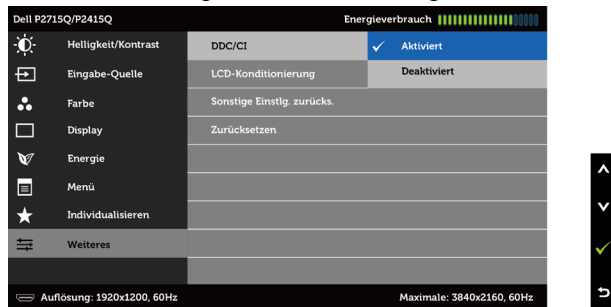 Dell P2715Q/P2415Q Energieverbrauch
Helligkeit/Kontrast DDC/CI Aktiviert
Eingabe-Quelle LCD-Konditionierung Deaktiviert
Farbe Sonstige Einstlg. zurücks.
Display Zurücksetzen
Energie
Menü
Individualisieren
Weiteres
Auflösung: 1920x1200, 60Hz Maximale: 3840x2160, 60Hz